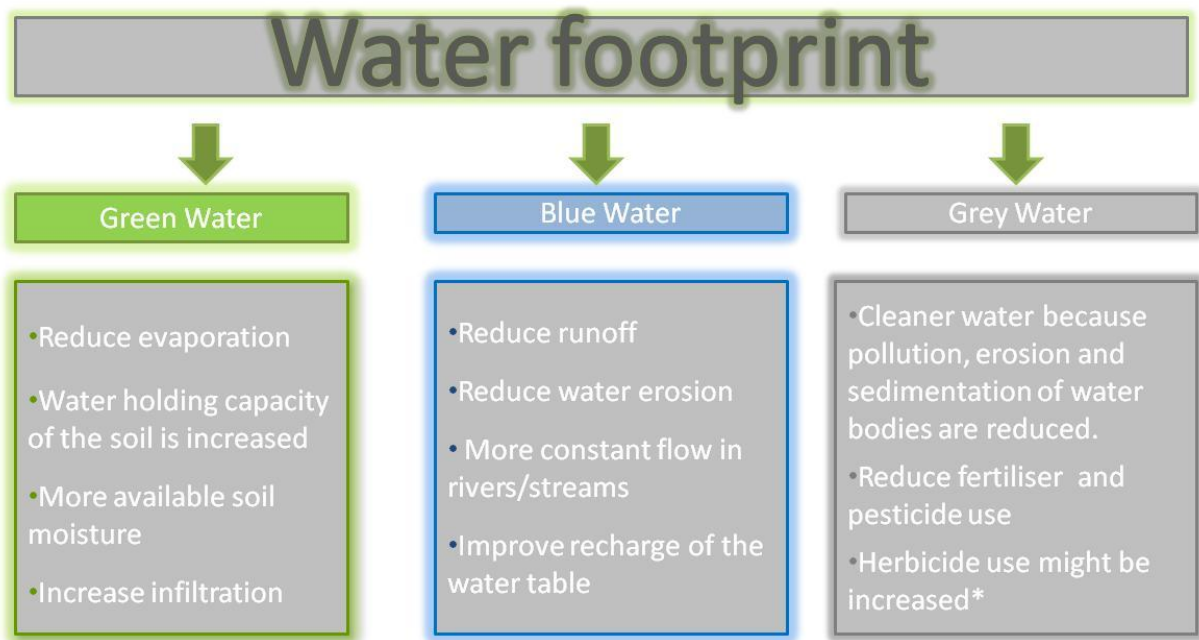 Water footprint
Green Water
•Reduce evaporation
•Water holding capacity
of the soil is increased
•More available soil
moisture
•Increase infiltration
Blue Water
•Reduce runoff
•Reduce water erosion
• More constant flow in
rivers/streams
•Improve recharge of the
water table
Grey Water
•Cleaner water because
pollution, erosion and
sedimentation of water
bodies are reduced.
•Reduce fertiliser  and
pesticide use
•Herbicide use might be
increased*